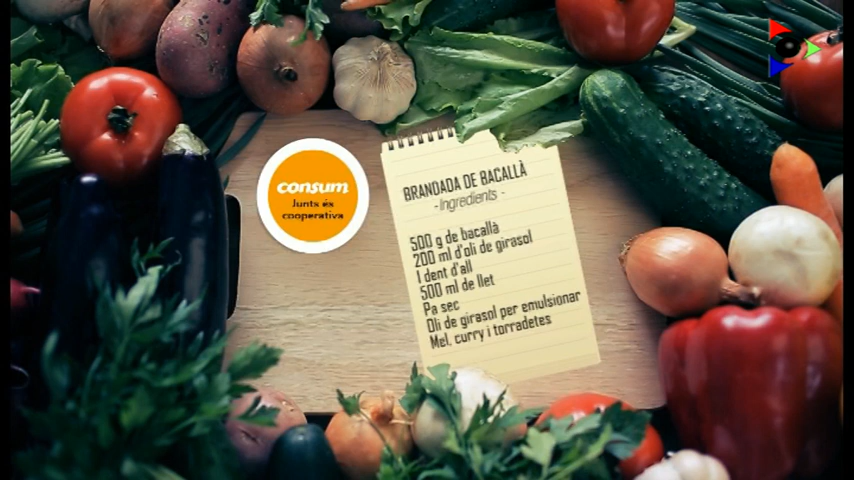 consum
Junts és
cooperativa
BRANDADA DE BACALLÀ
-Ingredients-
500 g de bacallà
200 ml d'oli de girasol
1 dent d'all
500 ml de llet
Pa sec
Oli de girasol per emulsionar
Mel, curry i torradetes